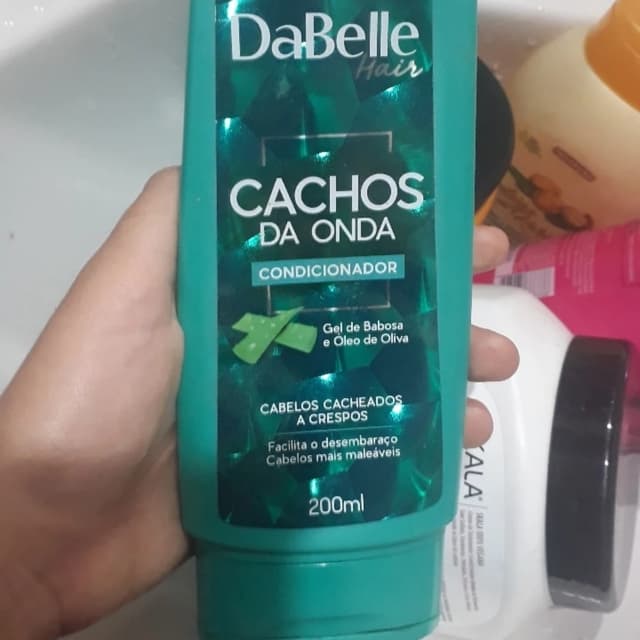 DaBelle
Hair
CACHOS
DA ONDA
CONDICIONADOR
Gel de Babosa
e Óleo de Oliva
CABELOS CACHEADOS
A CRESPOS
Facilita o desembaraço
Cabelos mais maleáveis
200ml
KALA®